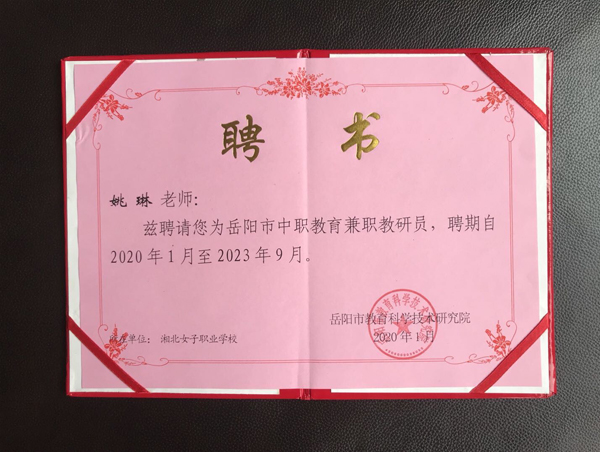 聘 书
姚琳 老师：
兹聘请您为岳阳市中职教育兼职教研员，聘期自
2020年1月至2023年9月。
岳阳市教育科学技术研究院
单位： 湘北女子职业学校
2020年1月